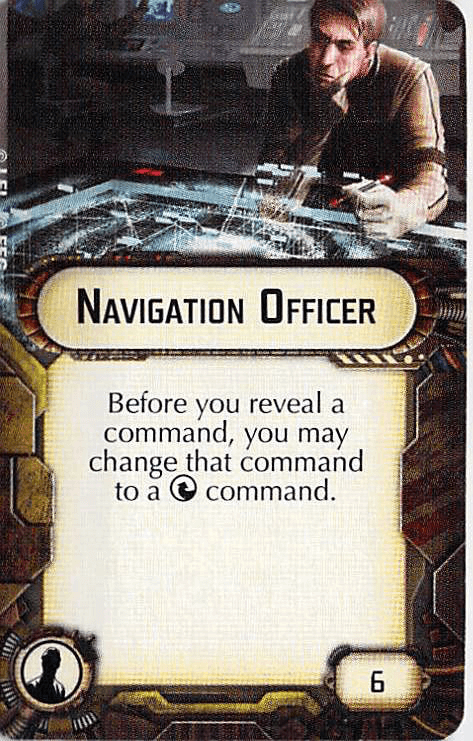 NAVIGATION OFFICER
Before you reveal a
command, you may
change that command
to a command.
6